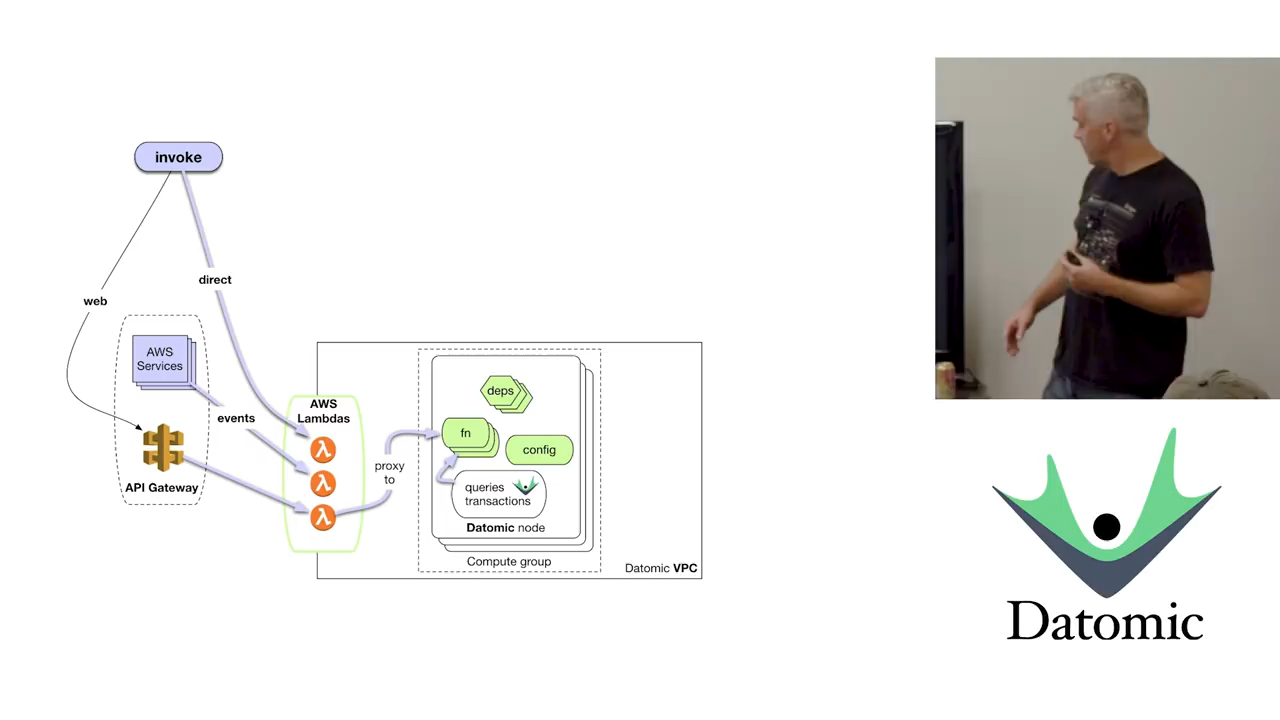 invoke
direct
web
AWS
Services
events
API Gateway
AWS
Lambdas
proxy
to
deps
fn
config
queries
transactions
Datomic node
Compute group
Datomic VPC
Datomic